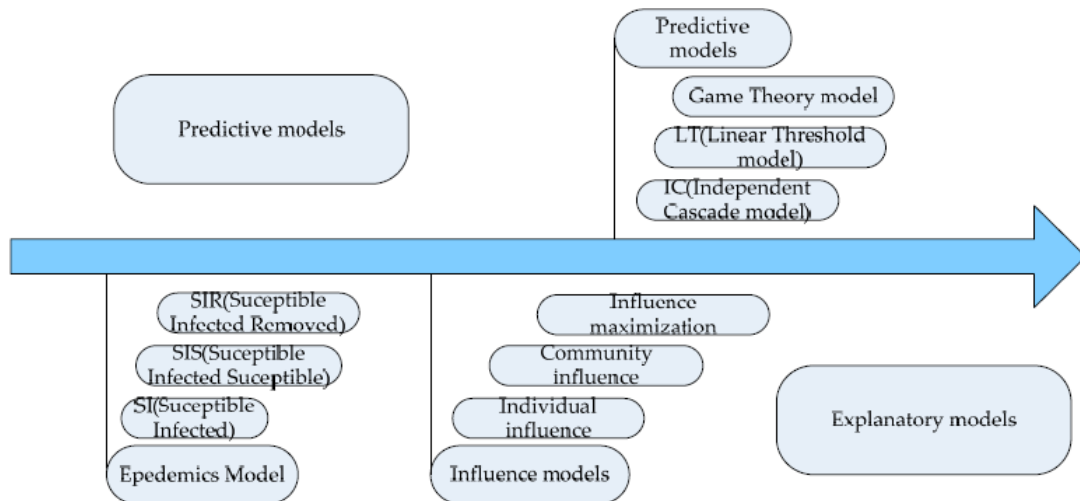 Predictive
models
Game Theory model
Predictive models
LT(Linear Threshold
model)
IC(Independent
Cascade model)
SIR(Suceptible
Infected Removed)
Influence
maximization
SIS(Suceptible
Infected Suceptible)
Community
influence
SI(Suceptible
Infected)
Individual
influence
Explanatory models
Epedemics Model
Influence models